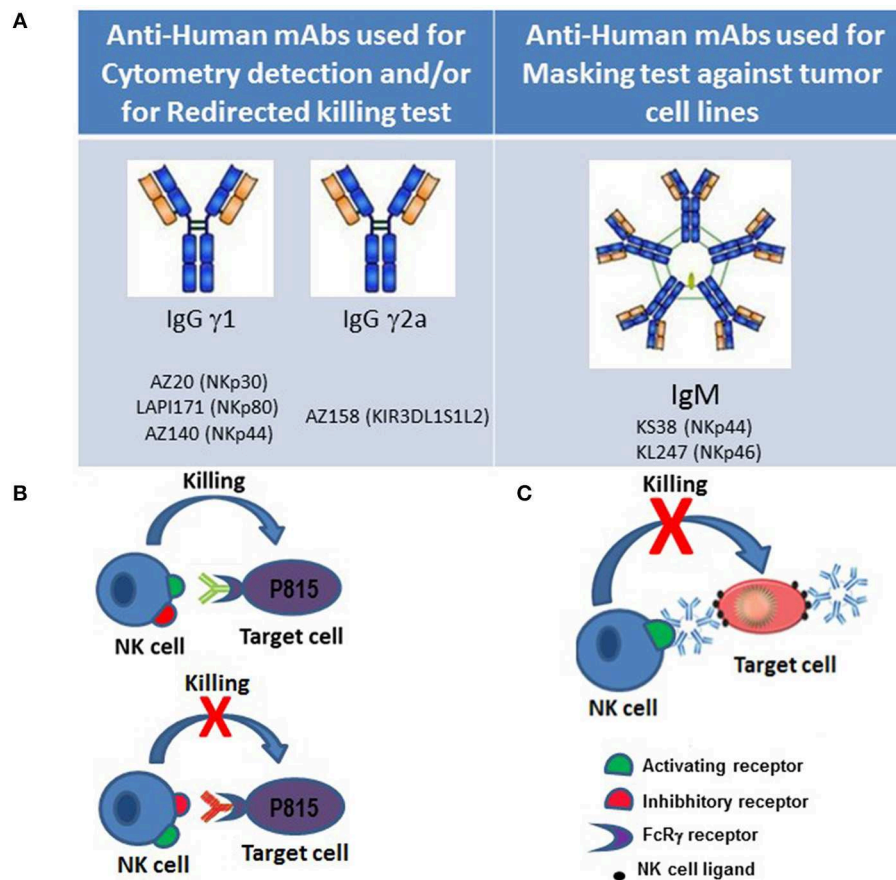 A
Anti-Human mAbs used for
Cytometry detection and/or
for Redirected killing test
Anti-Human mAbs used for
Masking test against tumor
cell lines
IgG γ1
IgG γ2a
AZ20 (NKp30)
LAPI171 (NKp80)
AZ140 (NKp44)
AZ158 (KIR3DL1S1L2)
IgM
KS38 (NKp44)
KL247 (NKp46)
B
Killing
P815
NK cell
Target cell
Killing
P815
NK cell
Target cell
C
Killing
Target cell
NK cell
Activating receptor
Inhibhitory receptor
FcRγ receptor
NK cell ligand